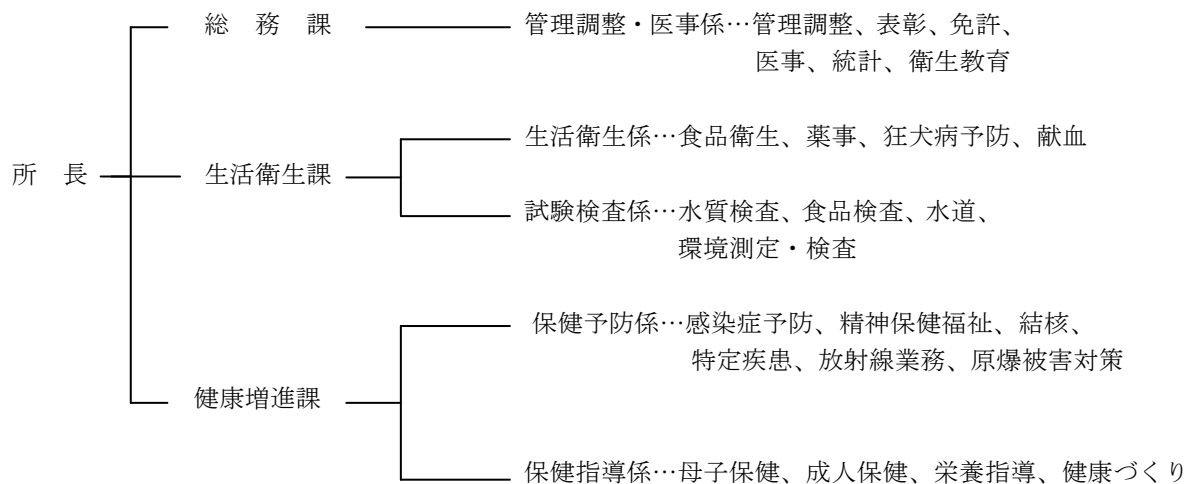 総　務　課　管理調整・医事係…管理調整、表彰、免許、
医事、統計、衛生教育
生活衛生係…食品衛生、薬事、狂犬病予防、献血
所　長　生活衛生課
試験検査係…水質検査、食品検査、水道、
環境測定・検査
保健予防係…感染症予防、精神保健福祉、結核、
特定疾患、放射線業務、原爆被害対策
健康増進課
保健指導係…母子保健、成人保健、栄養指導、健康づくり